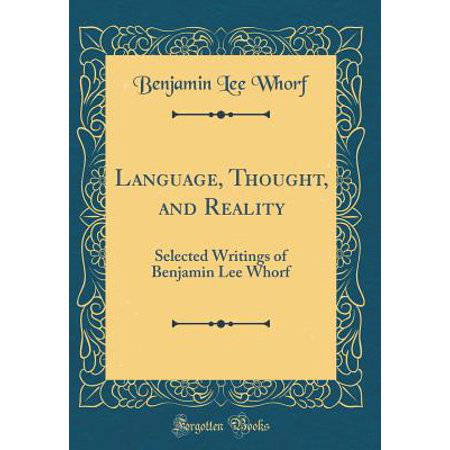 Benjamin Lee Whorf
Language, Thought,
and Reality
Selected Writings of
Benjamin Lee Whorf
Forgotten Books